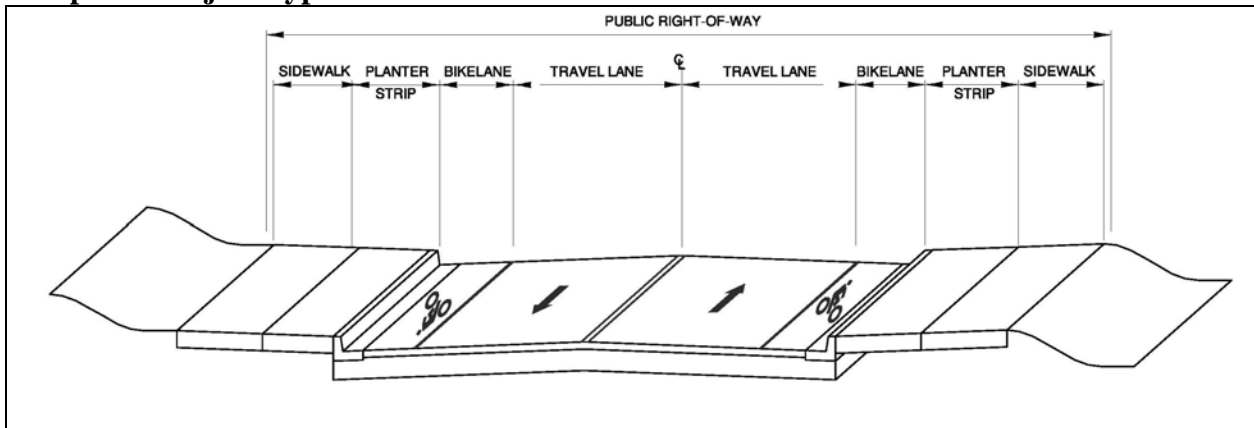 PUBLIC RIGHT-OF-WAY
SIDEWALK
PLANTER
STRIP
BIKELANE
TRAVEL LANE
℄
TRAVEL LANE
BIKELANE
PLANTER
STRIP
SIDEWALK